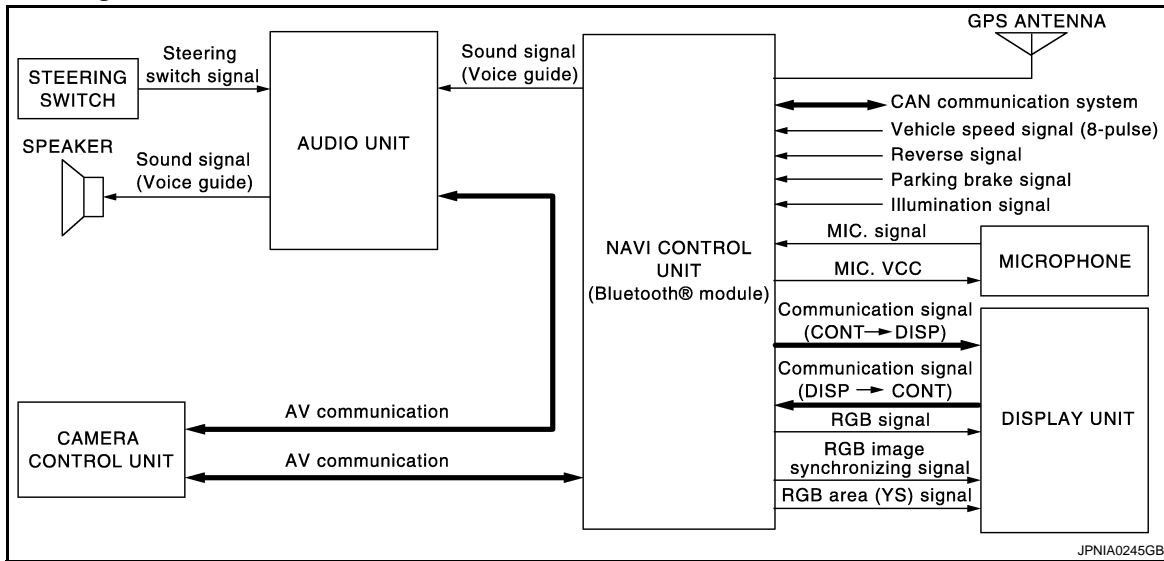 GPS ANTENNA
STEERING
SWITCH
Steering
switch signal
AUDIO UNIT
Sound signal
(Voice guide)
SPEAKER
Sound signal
(Voice guide)
NAVI CONTROL
UNIT
(Bluetooth® module)
CAN communication system
Vehicle speed signal (8-pulse)
Reverse signal
Parking brake signal
Illumination signal
MIC. signal
MIC. VCC
MICROPHONE
Communication signal
(CONT→DISP)
Communication signal
(DISP → CONT)
RGB signal
RGB image
synchronizing signal
RGB area (YS) signal
DISPLAY UNIT
CAMERA
CONTROL UNIT
AV communication
AV communication
JPNIA0245GB